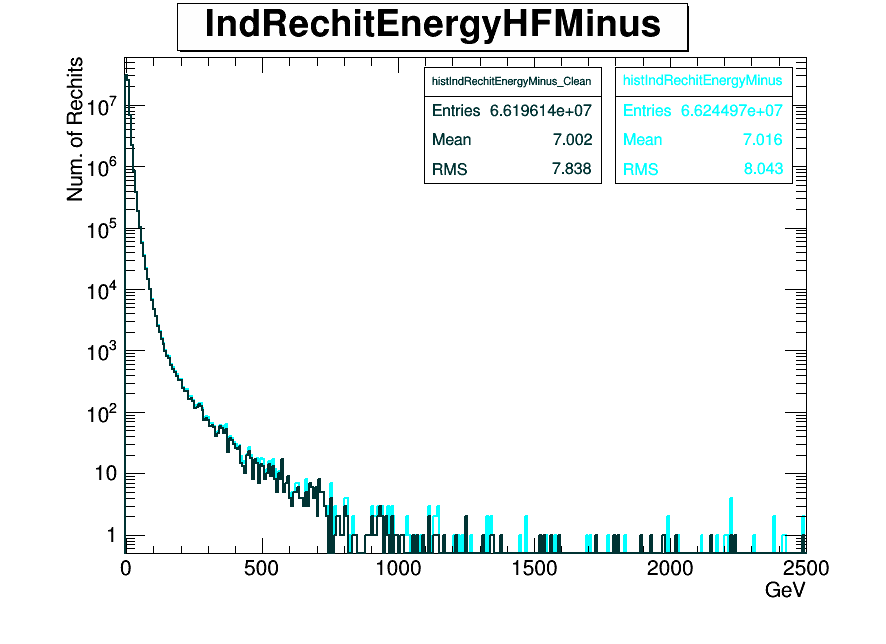 IndRechitEnergyHFMinus
Num. of Rechits
histIndRechitEnergyMinus_Clean
Entries 6.619614e+07
Mean 7.002
RMS 7.838
histIndRechitEnergyMinus
Entries 6.624497e+07
Mean 7.016
RMS 8.043
10⁷
10⁶
10⁵
10⁴
10³
10²
10
1
0 500 1000 1500 2000 2500
GeV